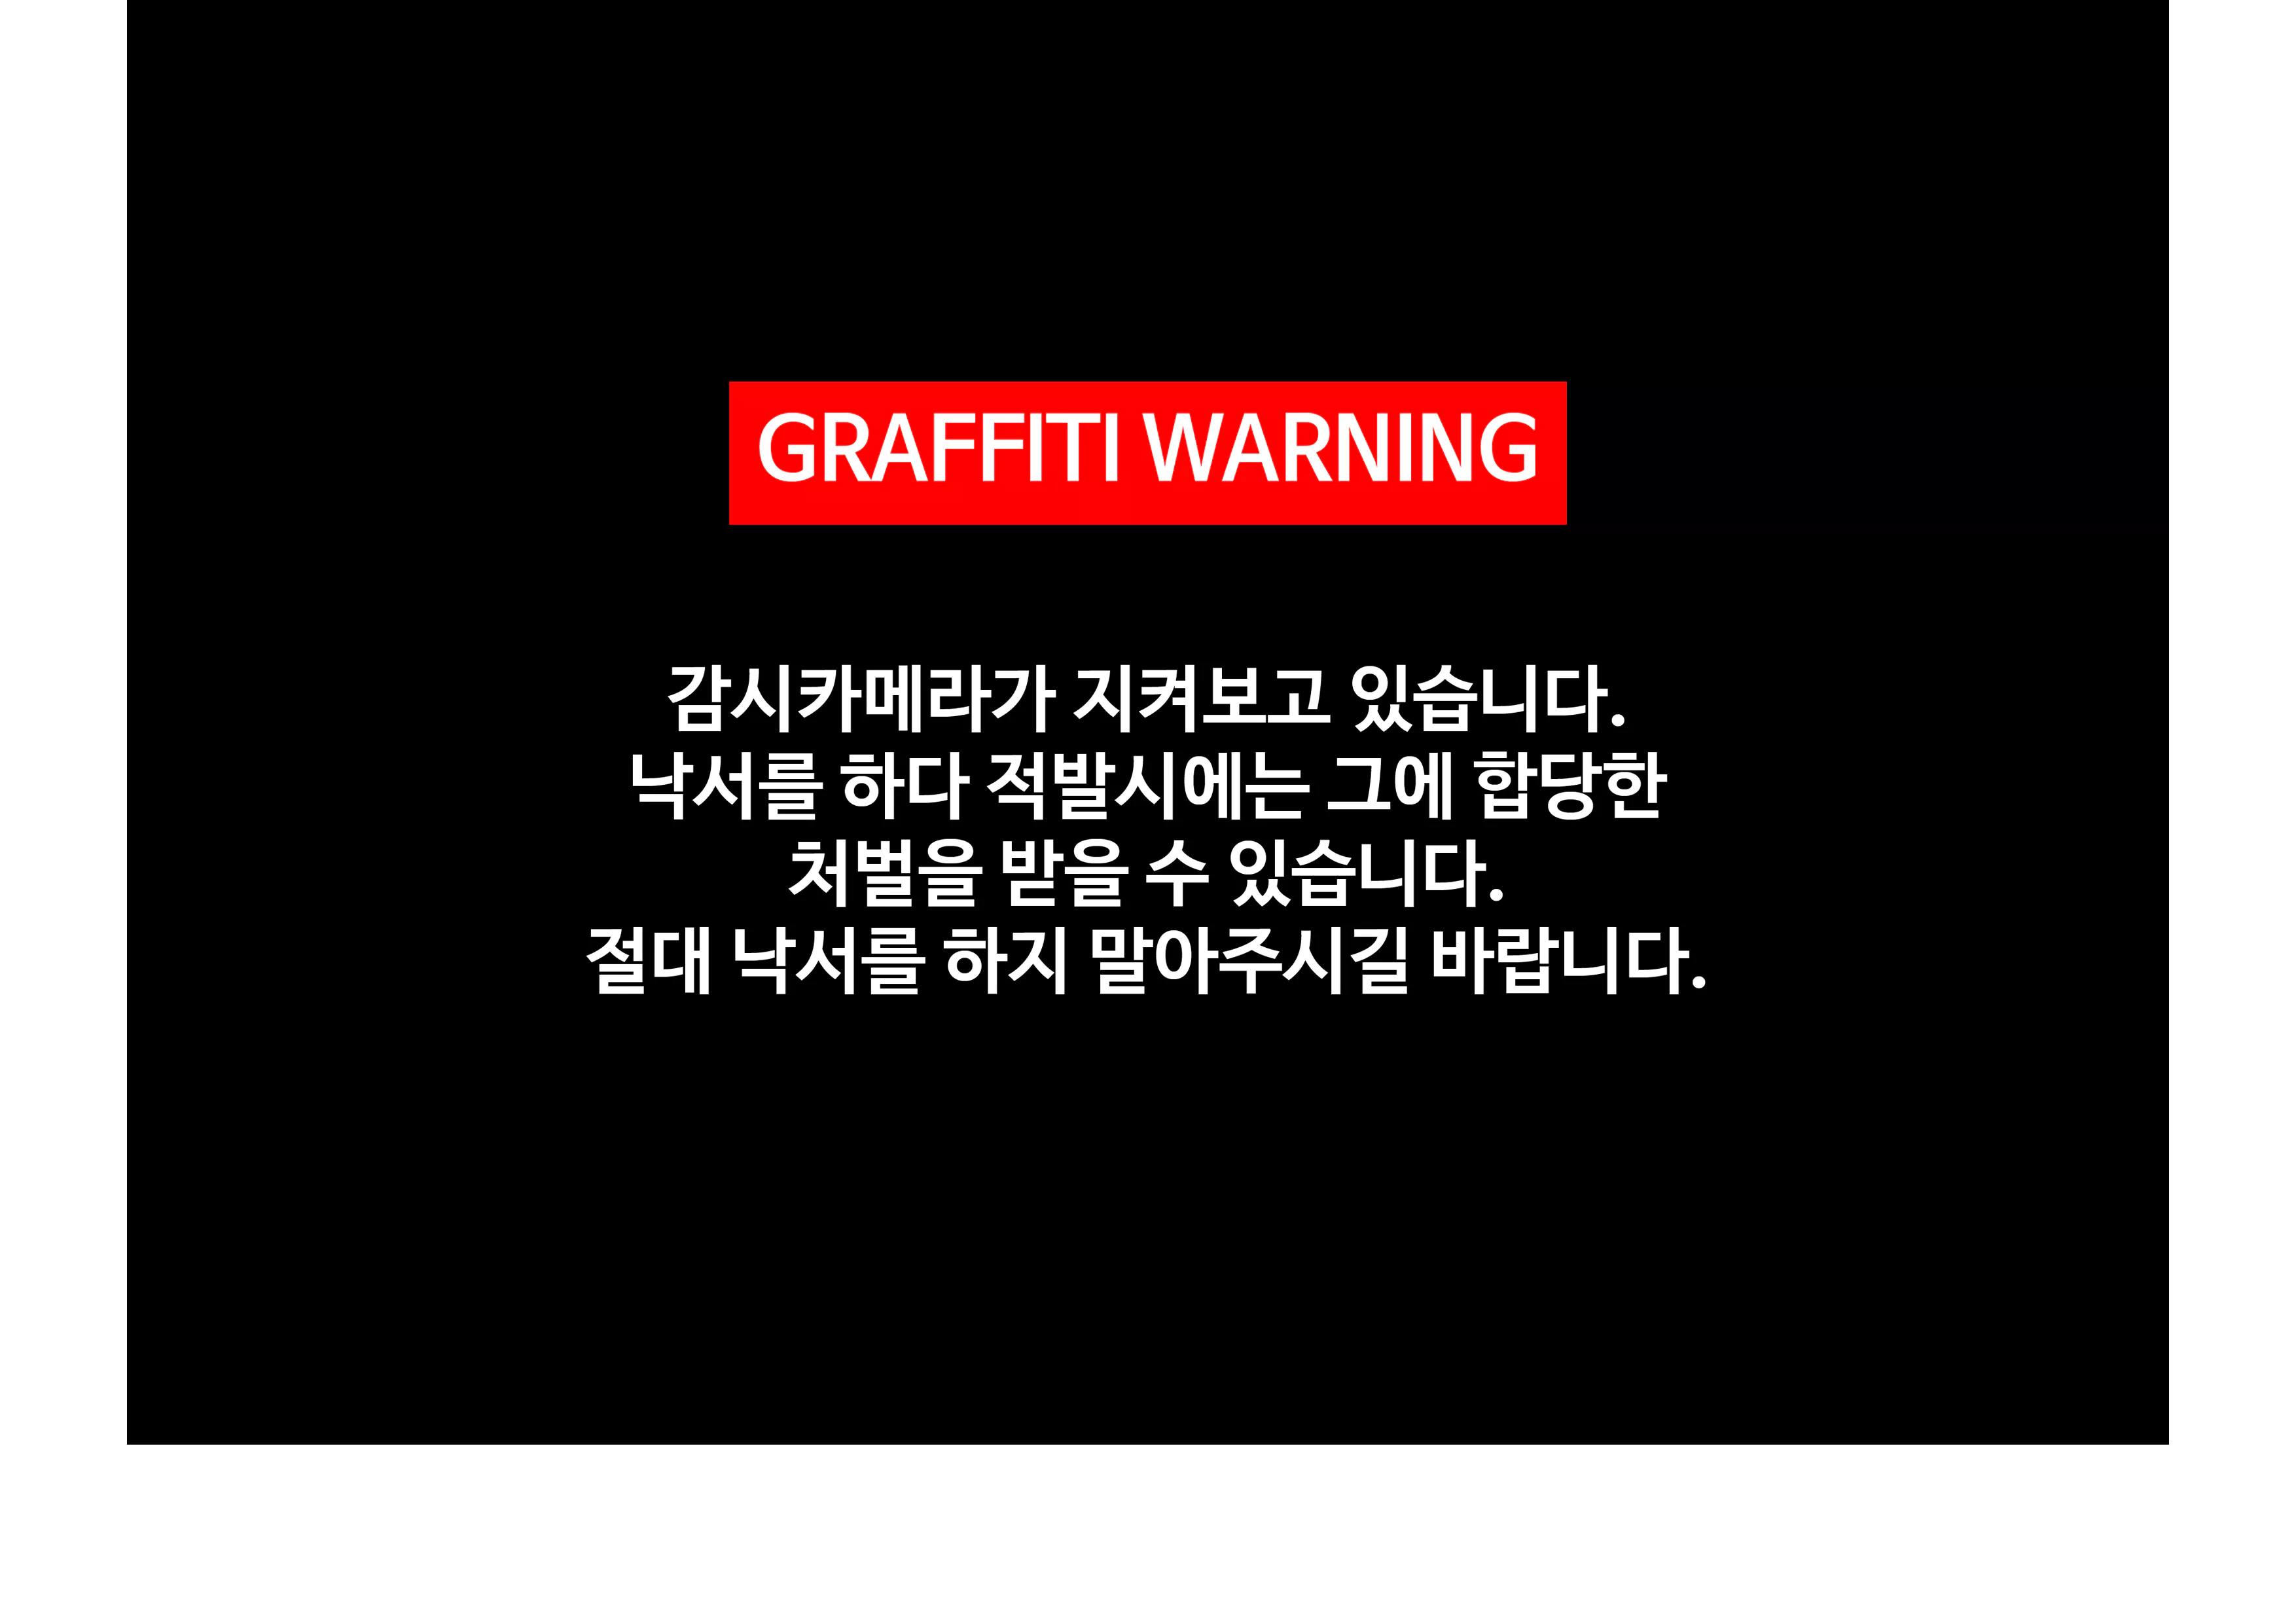 GRAFFITI WARNING
감시카메라가 지켜보고 있습니다.
낙서를 하다 적발시에는 그에 합당한
처벌을 받을 수 있습니다.
절대 낙서를 하지 말아주시길 바랍니다.